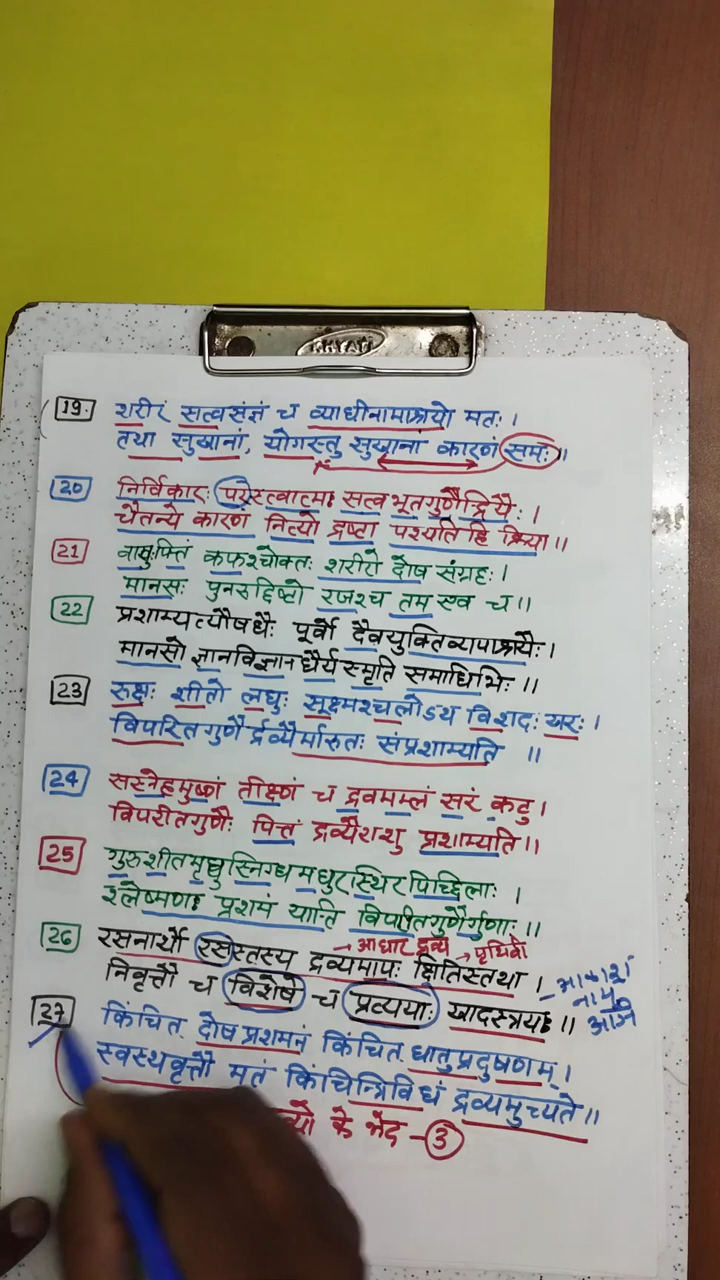 KHYATI
19. शरीरं सत्वसंज्ञं च व्याधीनामाश्रयो मतः ।
तथा सुखानां, योगस्तु सुखानां कारणं समः ॥
20 निर्विकारः परस्त्वात्माः सत्वभूतगुणैन्द्रियैः ।
चैतन्ये कारणं नित्यो द्रष्टा पश्यति हि क्रिया ॥
21 वायुःपित्तं कफश्चोक्तः शरीरो दोष संग्रहः ।
मानसः पुनरुद्दिष्टो रजश्च तम एव च ॥
22 प्रशाम्यत्यौषधैः पूर्वो दैवयुक्तिव्यापाश्रयैः ।
मानसो ज्ञानविज्ञानधैर्यस्मृति समाधिभिः ॥
23 रुक्षः शीतो लघुः सूक्ष्मश्चलोऽथ विशदः खरः ।
विपरितगुणै र्द्रव्यैर्मारुतः संप्रशाम्यति ॥
24 सस्नेहमुष्णं तीक्ष्णं च द्रवमम्लं सरं कटु ।
विपरीतगुणैः पित्तं द्रव्यैराशु प्रशाम्यति ॥
25 गुरुशीतमृघुस्निग्धमधुरस्थिरपिच्छिलाः ।
श्लेष्मणाः प्रशमं यान्ति विपरीतगुणैर्गुणाः ॥
26 रसनार्थो रसस्तस्य द्रव्यमापः क्षितिस्तथा ।
→ आधार द्रव्य → पृथिवी
निवृत्तौ च विशेषे च प्रत्ययाः खादस्त्रयः ॥
– आकाश
वायु
अग्नि
27 किंचित दोषप्रशमनं किंचित धातुप्रदुषणम् ।
स्वस्थवृत्तौ मतं किंचिन्त्रिविधं द्रव्यमुच्यते ॥
के भेद – 3